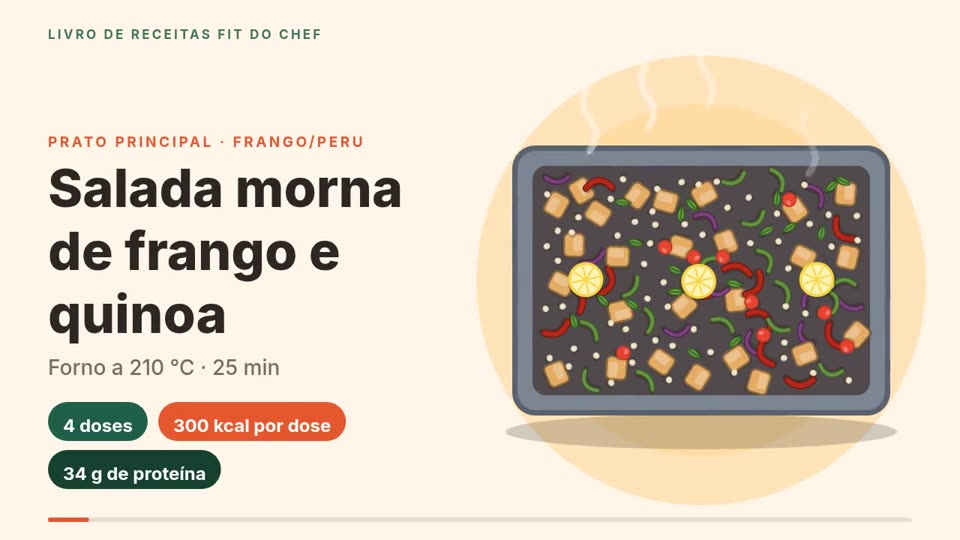 LIVRO DE RECEITAS FIT DO CHEF
PRATO PRINCIPAL · FRANGO/PERU
Salada morna
de frango e
quinoa
Forno a 210 °C · 25 min
4 doses
300 kcal por dose
34 g de proteína